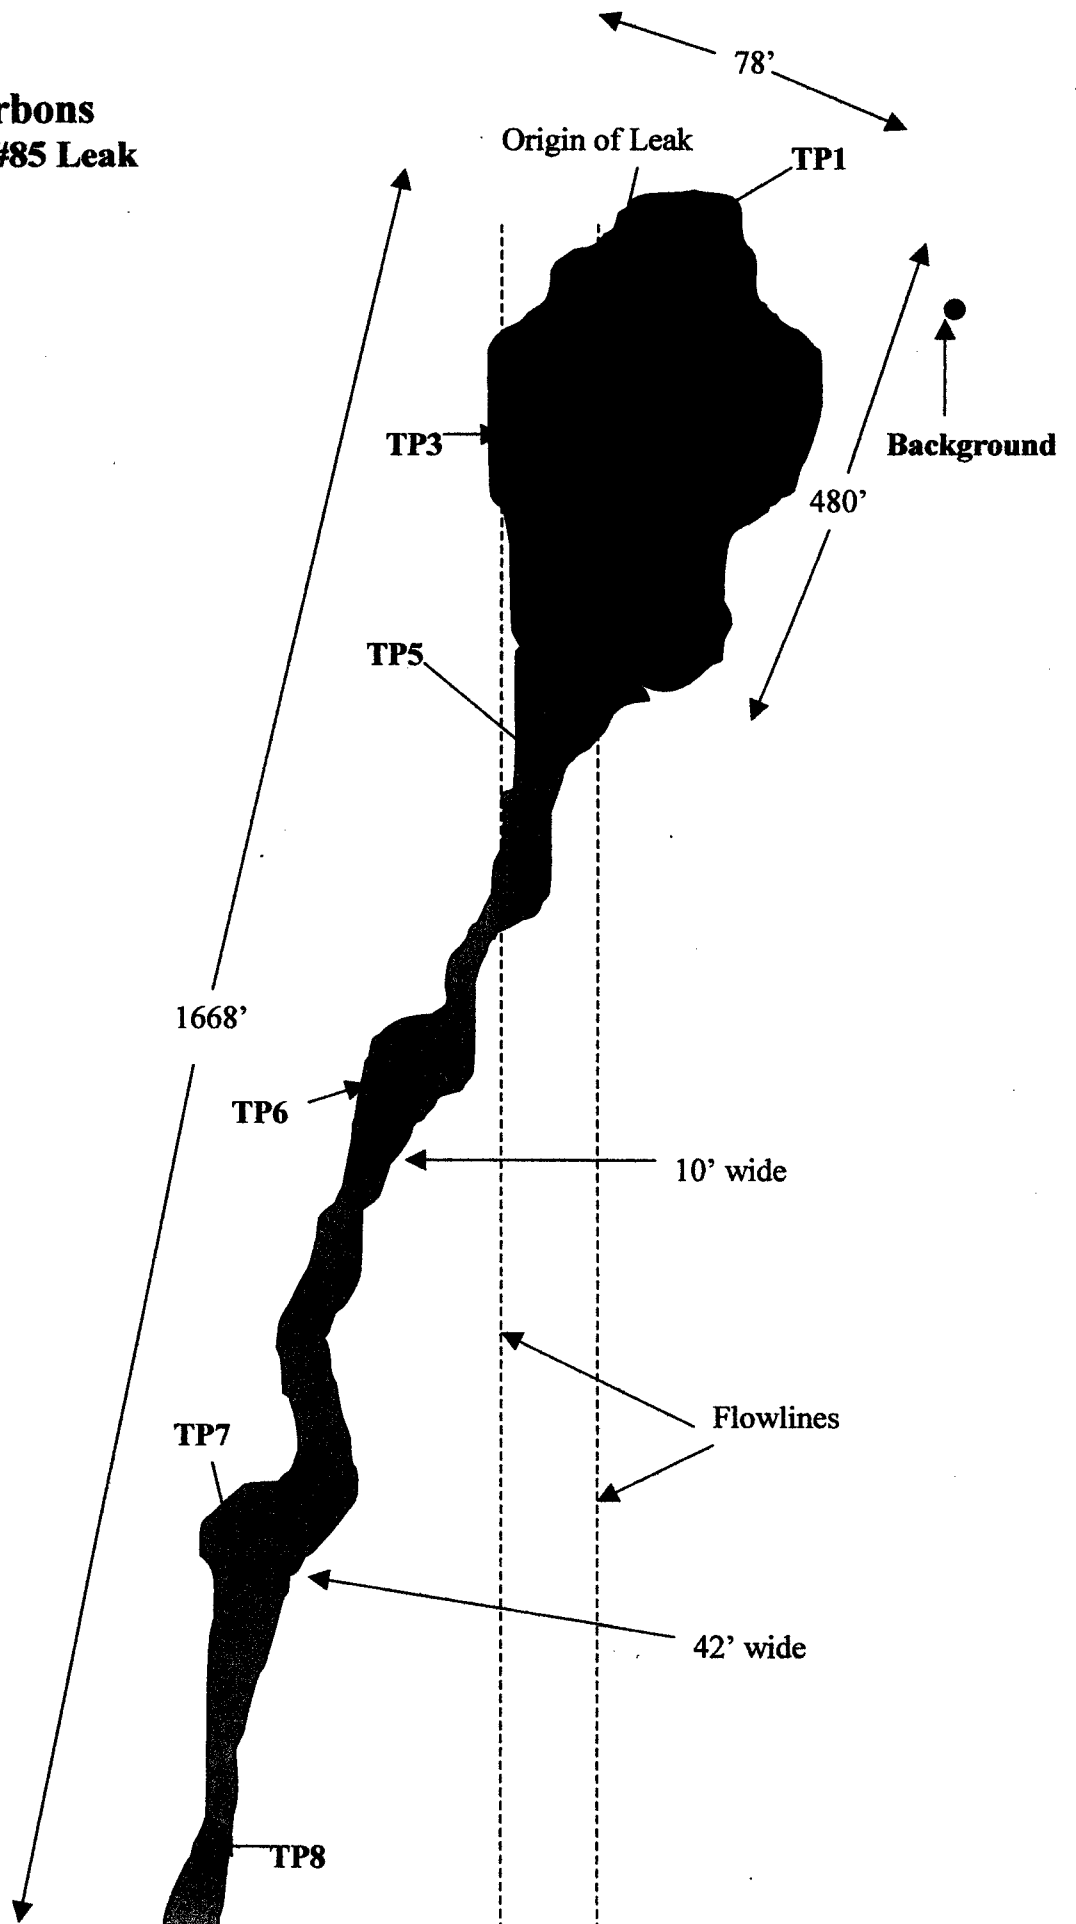 78’
rbons
#85 Leak
Origin of Leak
TP1
TP3
Background
480’
TP5
1668’
TP6
10’ wide
Flowlines
TP7
42’ wide
TP8